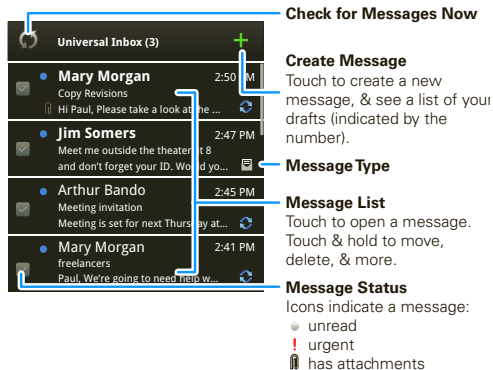 Check for Messages Now
Universal Inbox (3)
Mary Morgan
2:50 PM
Copy Revisions
Hi Paul, Please take a look at the ...
Jim Somers
2:47 PM
Meet me outside the theater at 8
and don't forget your ID. Would yo...
Arthur Bando
2:45 PM
Meeting invitation
Meeting is set for next Thursday at...
Mary Morgan
2:41 PM
freelancers
Paul, We're going to need help w...
Create Message
Touch to create a new
message, & see a list of your
drafts (indicated by the
number).
Message Type
Message List
Touch to open a message.
Touch & hold to move,
delete, & more.
Message Status
Icons indicate a message:
unread
urgent
has attachments